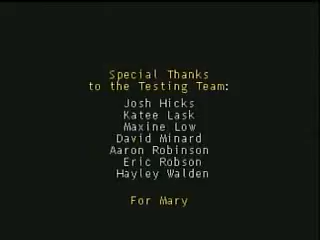 Special Thanks
to the Testing Team:
Josh Hicks
Katee Lask
Maxine Low
David Minard
Aaron Robinson
Eric Robson
Hayley Walden
For Mary